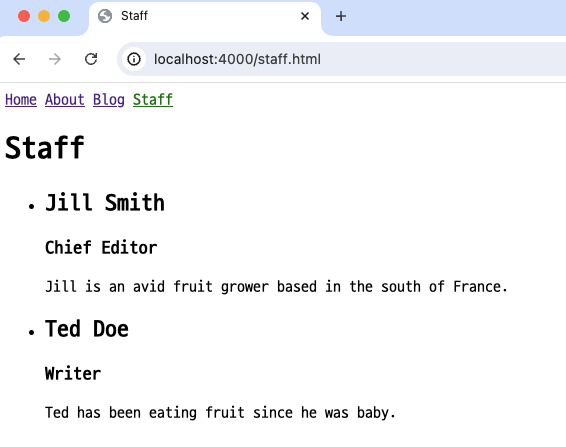 Staff
localhost:4000/staff.html
Home About Blog Staff
Staff
Jill Smith
Chief Editor
Jill is an avid fruit grower based in the south of France.
Ted Doe
Writer
Ted has been eating fruit since he was baby.